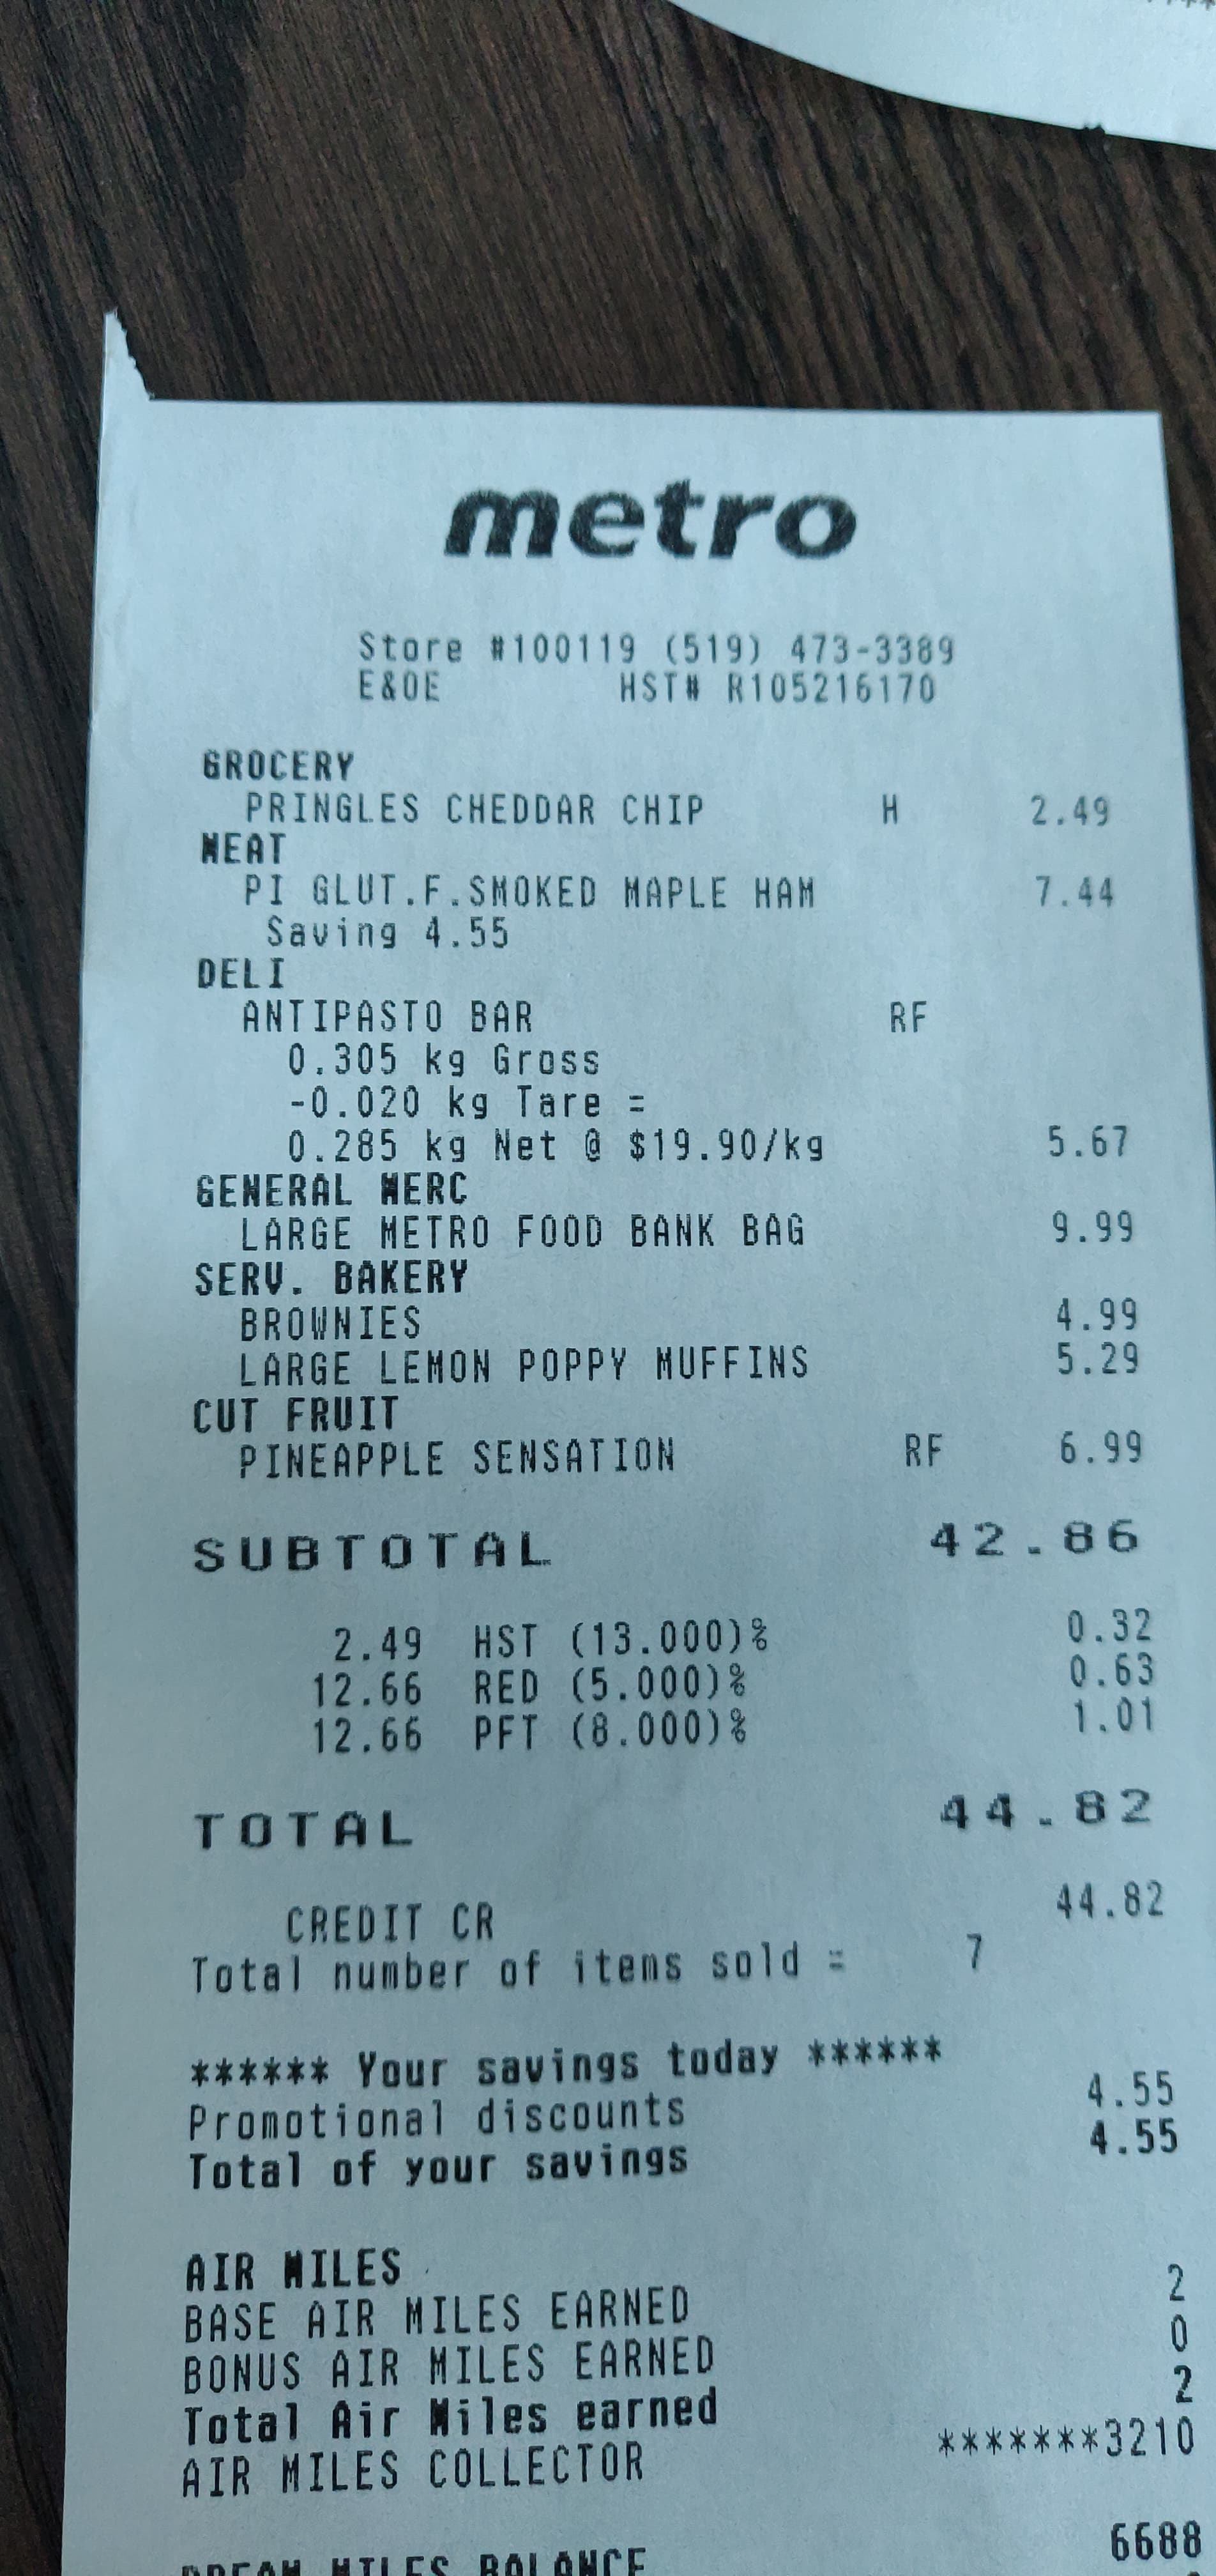 metro
Store #100119 (519) 473-3389
E&OE HST# R105216170
GROCERY
PRINGLES CHEDDAR CHIP H 2.49
MEAT
PI GLUT.F.SMOKED MAPLE HAM 7.44
Saving 4.55
DELI
ANTIPASTO BAR RF
0.305 kg Gross
-0.020 kg Tare =
0.285 kg Net @ $19.90/kg 5.67
GENERAL MERC
LARGE METRO FOOD BANK BAG 9.99
SERV. BAKERY
BROWNIES 4.99
LARGE LEMON POPPY MUFFINS 5.29
CUT FRUIT
PINEAPPLE SENSATION RF 6.99
SUBTOTAL 42.86
2.49 HST (13.000)% 0.32
12.66 RED (5.000)% 0.63
12.66 PFT (8.000)% 1.01
TOTAL 44.82
CREDIT CR 44.82
Total number of items sold = 7
****** Your savings today ******
Promotional discounts 4.55
Total of your savings 4.55
AIR MILES
BASE AIR MILES EARNED 2
BONUS AIR MILES EARNED 0
Total Air Miles earned 2
AIR MILES COLLECTOR *******3210
DREAM MILES BALANCE 6688